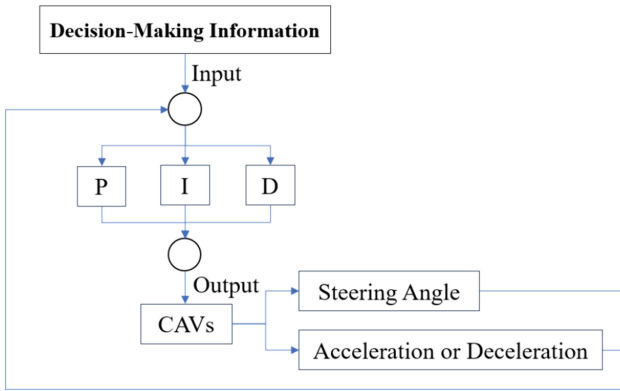 Decision-Making Information
Input
P
I
D
Output
CAVs
Steering Angle
Acceleration or Deceleration